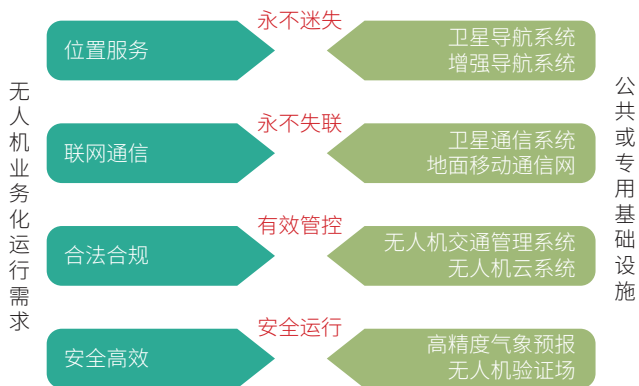 无人机业务化运行需求
永不迷失
位置服务
卫星导航系统
增强导航系统
永不失联
联网通信
卫星通信系统
地面移动通信网
有效管控
合法合规
无人机交通管理系统
无人机云系统
安全运行
安全高效
高精度气象预报
无人机验证场
公共或专用基础设施